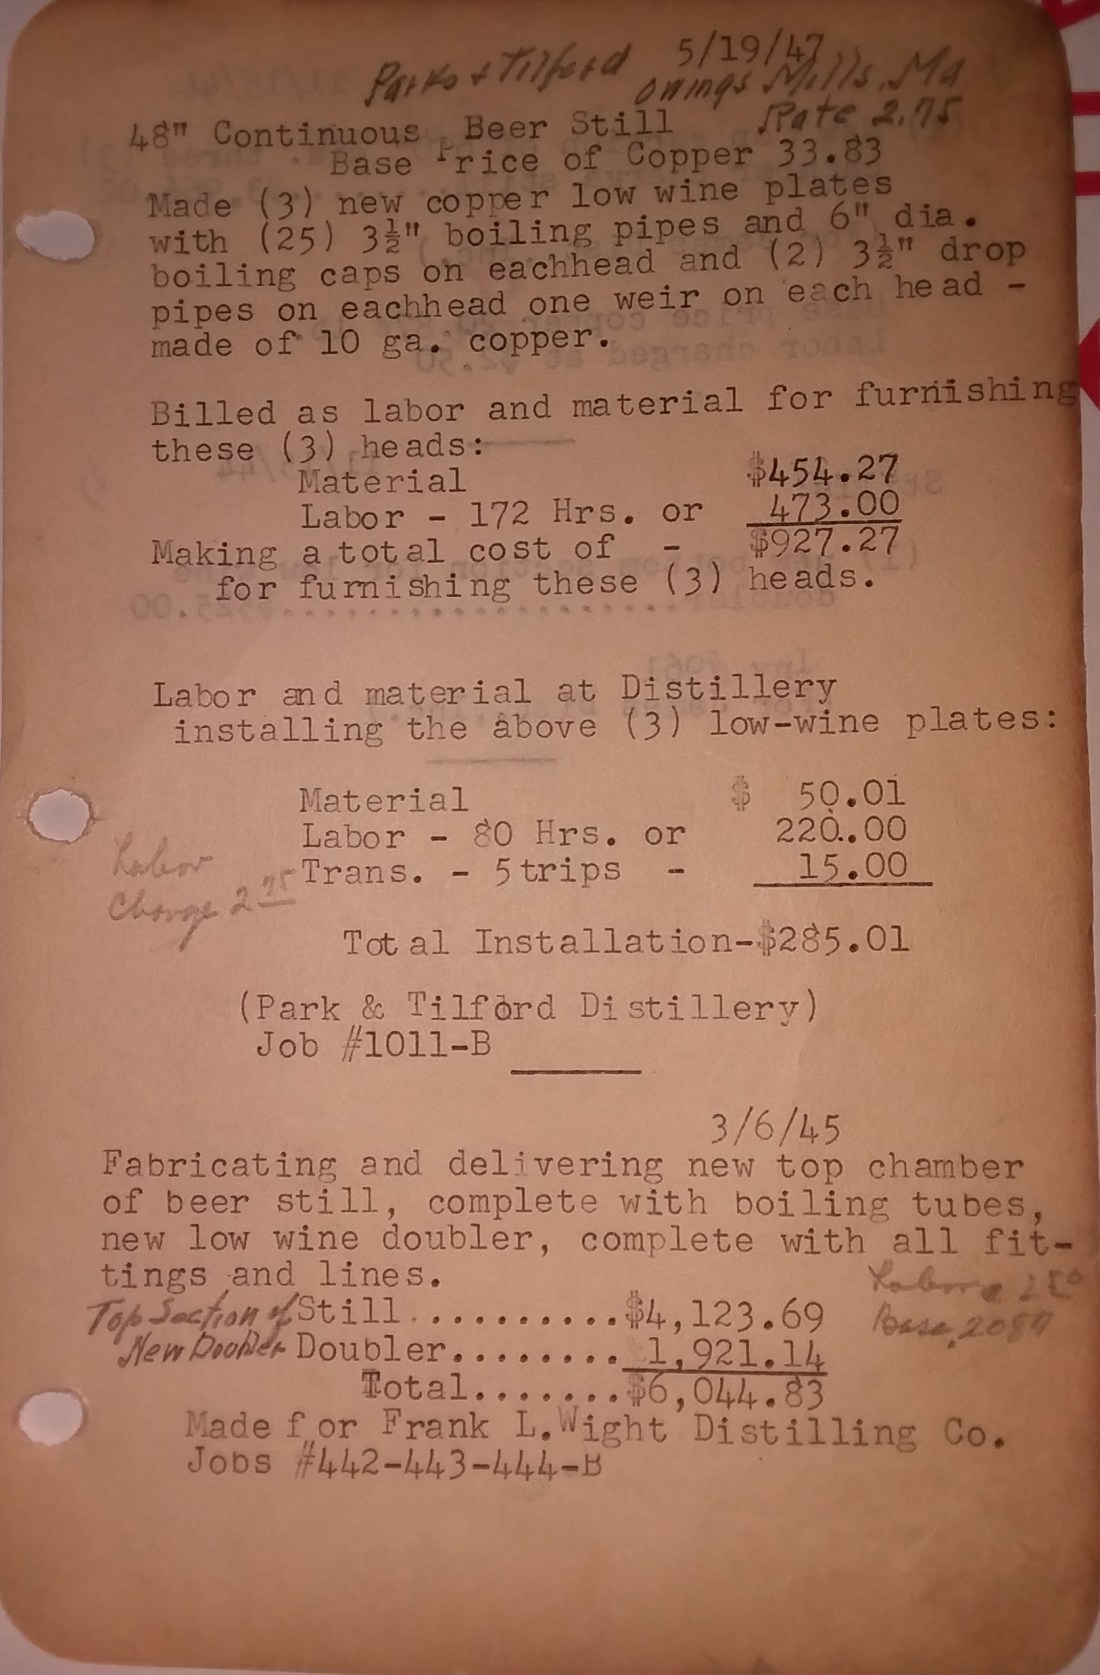 5/19/47
Parks & Tilford Owings Mills, Md
Rate 2.75
48" Continuous Beer Still
Base Price of Copper 33.83
Made (3) new copper low wine plates
with (25) 3½" boiling pipes and 6" dia.
boiling caps on eachhead and (2) 3½" drop
pipes on eachhead one weir on each head -
made of 10 ga. copper.
Billed as labor and material for furnishing
these (3) heads:
Material $454.27
Labor - 172 Hrs. or 473.00
Making a total cost of - $927.27
for furnishing these (3) heads.
Labor and material at Distillery
installing the above (3) low-wine plates:
Material $ 50.01
Labor - 80 Hrs. or 220.00
Trans. - 5 trips - 15.00
Labor
Charge 2.75
Total Installation-$285.01
(Park & Tilford Distillery)
Job #1011-B
3/6/45
Fabricating and delivering new top chamber
of beer still, complete with boiling tubes,
new low wine doubler, complete with all fit-
tings and lines.
Labor @ 2.50
Top Section of Still..........$4,123.69 Base 2087
New Doubler Doubler........ 1,921.14
Total.......$6,044.83
Made for Frank L.Wight Distilling Co.
Jobs #442-443-444-B